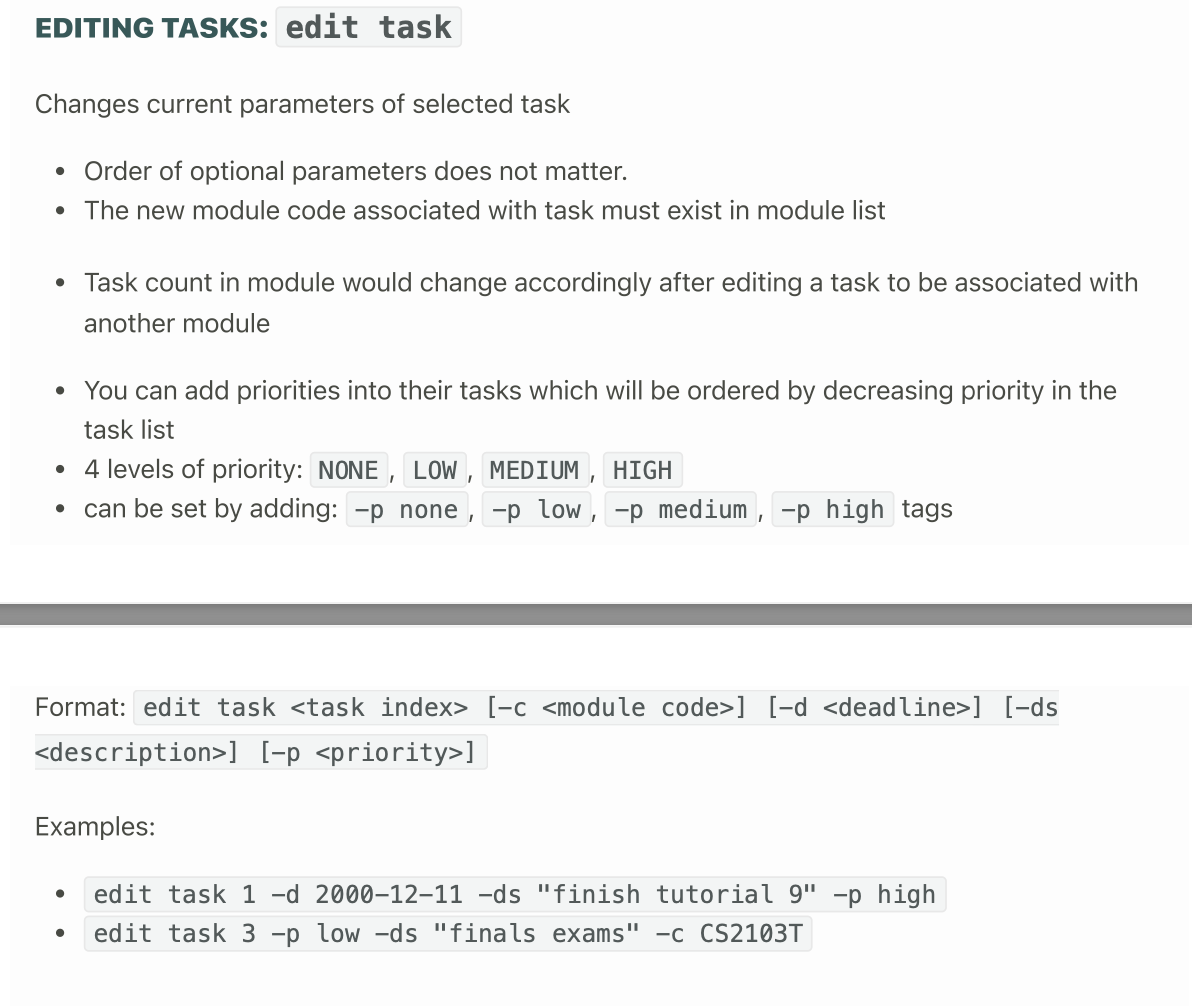 EDITING TASKS: edit task
Changes current parameters of selected task
• Order of optional parameters does not matter.
• The new module code associated with task must exist in module list
• Task count in module would change accordingly after editing a task to be associated with
another module
• You can add priorities into their tasks which will be ordered by decreasing priority in the
task list
• 4 levels of priority: NONE, LOW, MEDIUM, HIGH
• can be set by adding: -p none, -p low, -p medium, -p high tags
Format: edit task <task index> [-c <module code>] [-d <deadline>] [-ds
<description>] [-p <priority>]
Examples:
• edit task 1 -d 2000-12-11 -ds "finish tutorial 9" -p high
• edit task 3 -p low -ds "finals exams" -c CS2103T